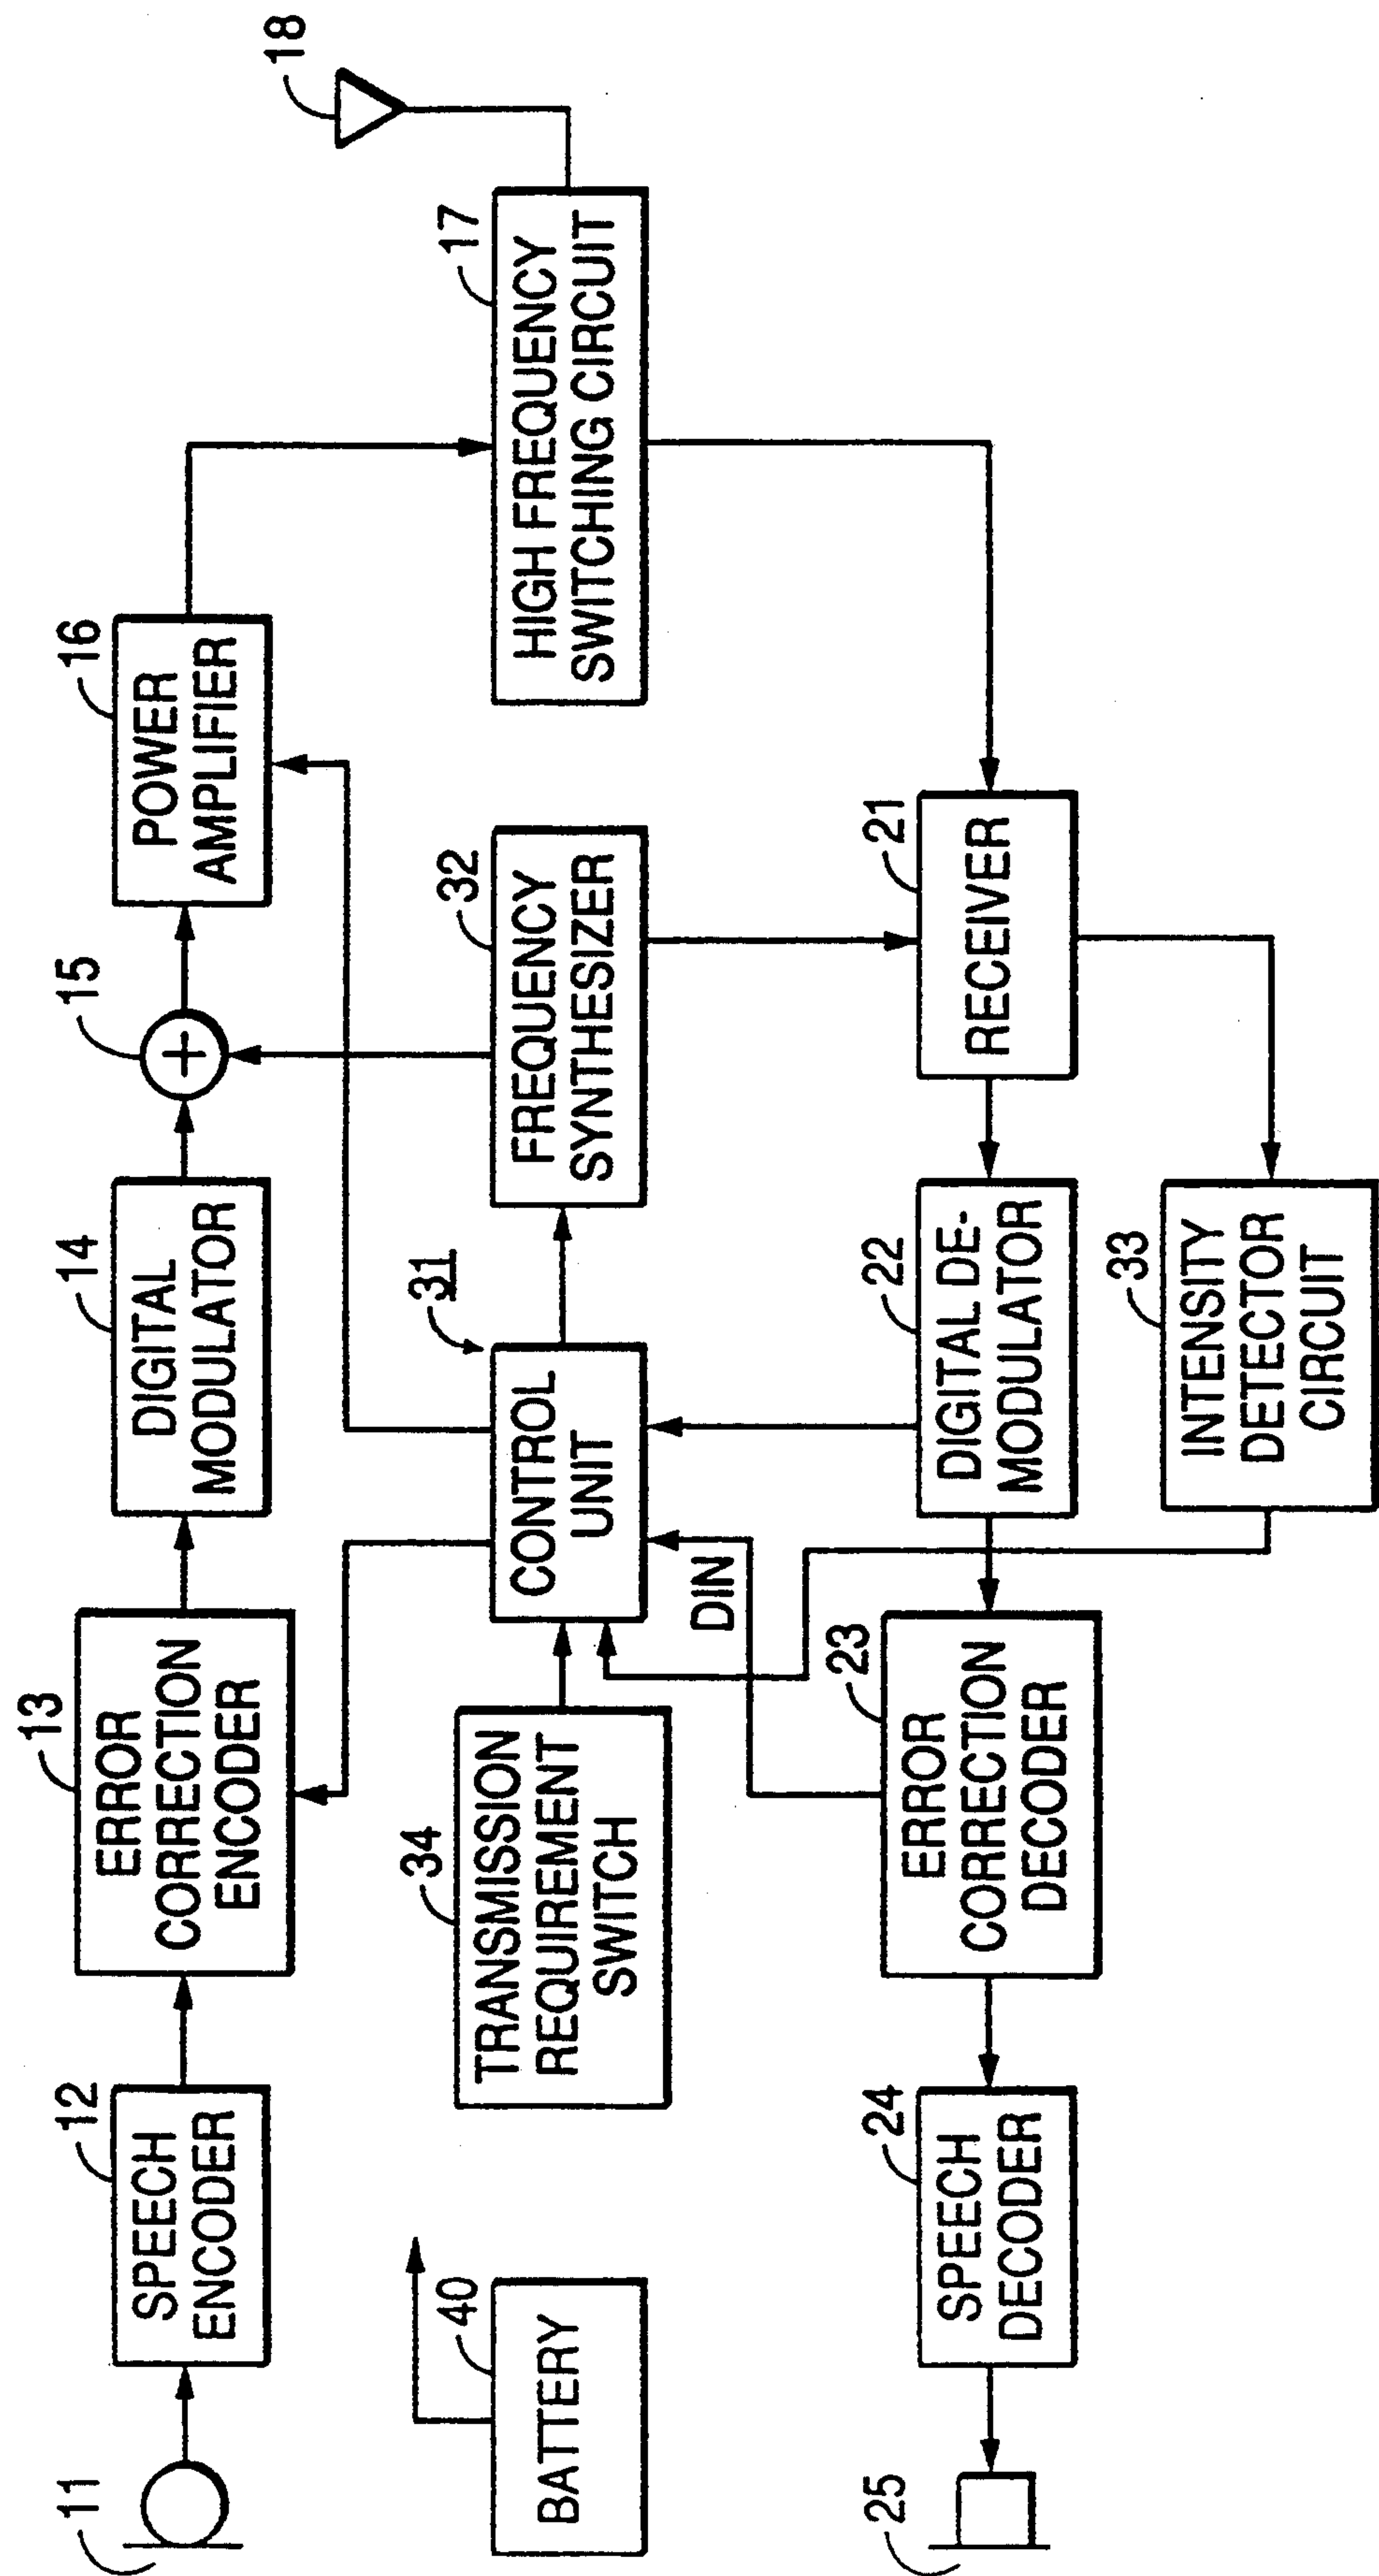 11
12
SPEECH
ENCODER
13
ERROR
CORRECTION
ENCODER
14
DIGITAL
MODULATOR
15
+
16
POWER
AMPLIFIER
17
HIGH FREQUENCY
SWITCHING CIRCUIT
18
40
BATTERY
34
TRANSMISSION
REQUIREMENT
SWITCH
31
CONTROL
UNIT
DIN
32
FREQUENCY
SYNTHESIZER
25
24
SPEECH
DECODER
23
ERROR
CORRECTION
DECODER
22
DIGITAL DE-
MODULATOR
21
RECEIVER
33
INTENSITY
DETECTOR
CIRCUIT